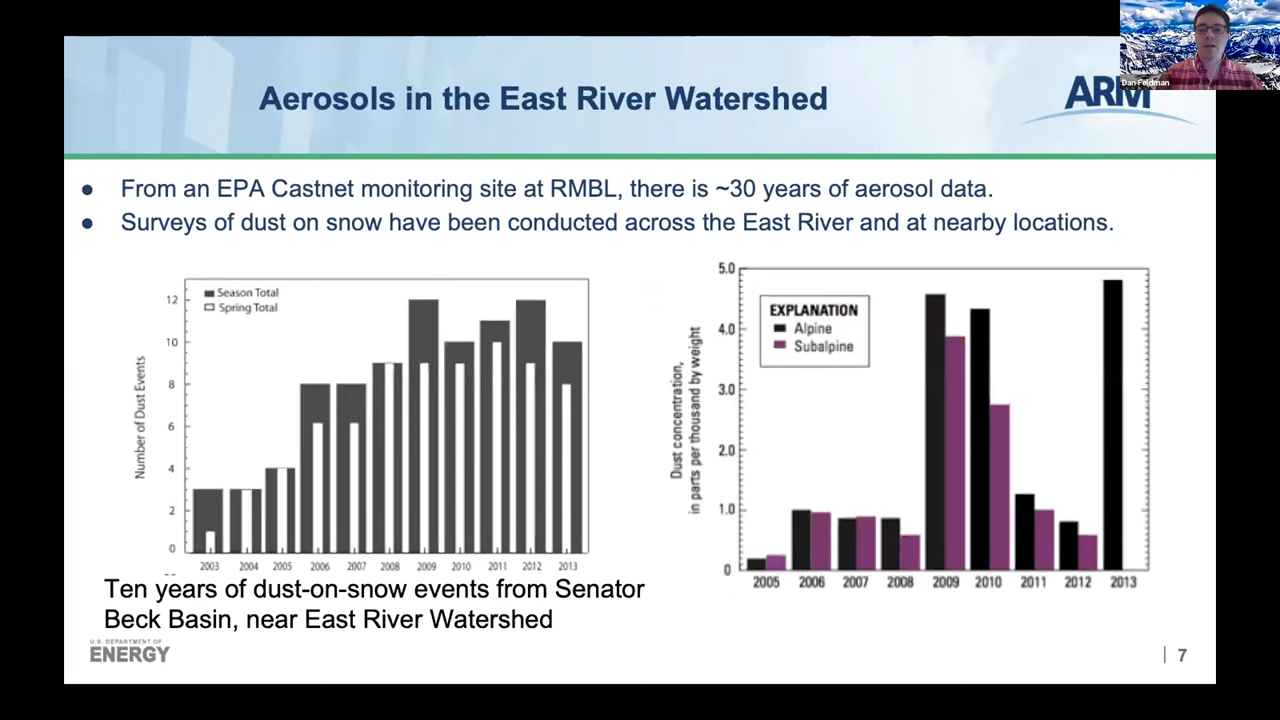 Dan Feldman
Aerosols in the East River Watershed
ARM
● From an EPA Castnet monitoring site at RMBL, there is ~30 years of aerosol data.
● Surveys of dust on snow have been conducted across the East River and at nearby locations.
Season Total
Spring Total
Number of Dust Events
12
10
8
6
4
2
0
2003 2004 2005 2006 2007 2008 2009 2010 2011 2012 2013
EXPLANATION
Alpine
Subalpine
Dust concentration,
in parts per thousand by weight
5.0
4.0
3.0
2.0
1.0
0
2005 2006 2007 2008 2009 2010 2011 2012 2013
Ten years of dust-on-snow events from Senator
Beck Basin, near East River Watershed
U.S. DEPARTMENT OF
ENERGY
| 7